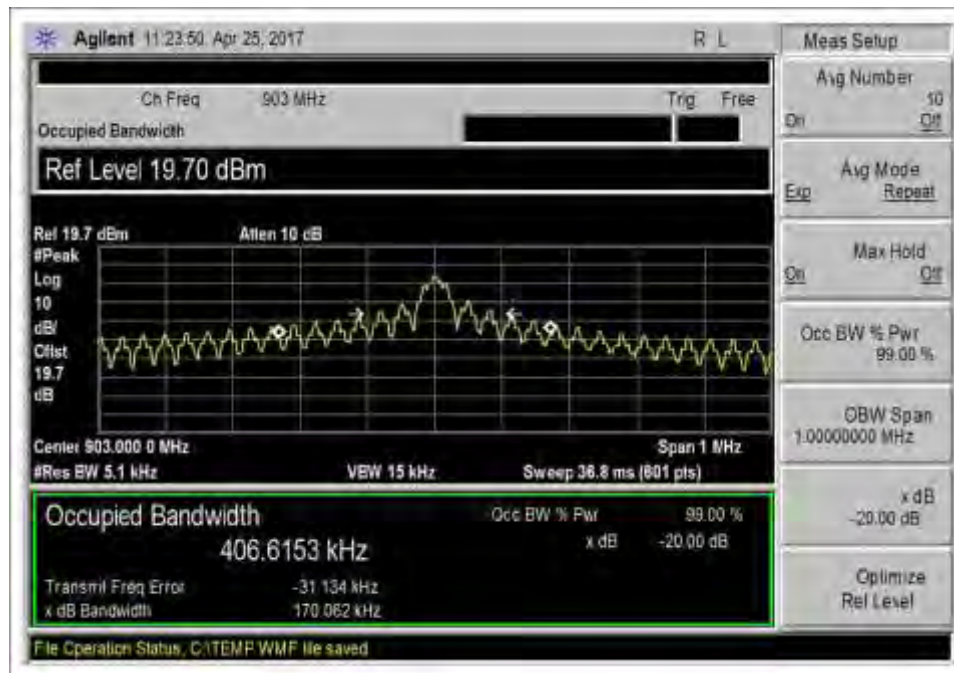 Agilent 11:23:50 Apr 25, 2017 R L
Meas Setup
Ch Freq 903 MHz Trig Free
Occupied Bandwidth
Ref Level 19.70 dBm
Ref 19.7 dBm Atten 10 dB
#Peak
Log
10
dB/
Offst
19.7
dB
Center 903.000 0 MHz Span 1 MHz
#Res BW 5.1 kHz VBW 15 kHz Sweep 36.8 ms (601 pts)
Occupied Bandwidth Occ BW % Pwr 99.00 %
406.6153 kHz x dB -20.00 dB
Transmit Freq Error -31.134 kHz
x dB Bandwidth 170.062 kHz
File Operation Status, C:\TEMP.WMF file saved
Avg Number
10
On Off
Avg Mode
Exp Repeat
Max Hold
On Off
Occ BW % Pwr
99.00 %
OBW Span
1.00000000 MHz
x dB
-20.00 dB
Optimize
Ref Level